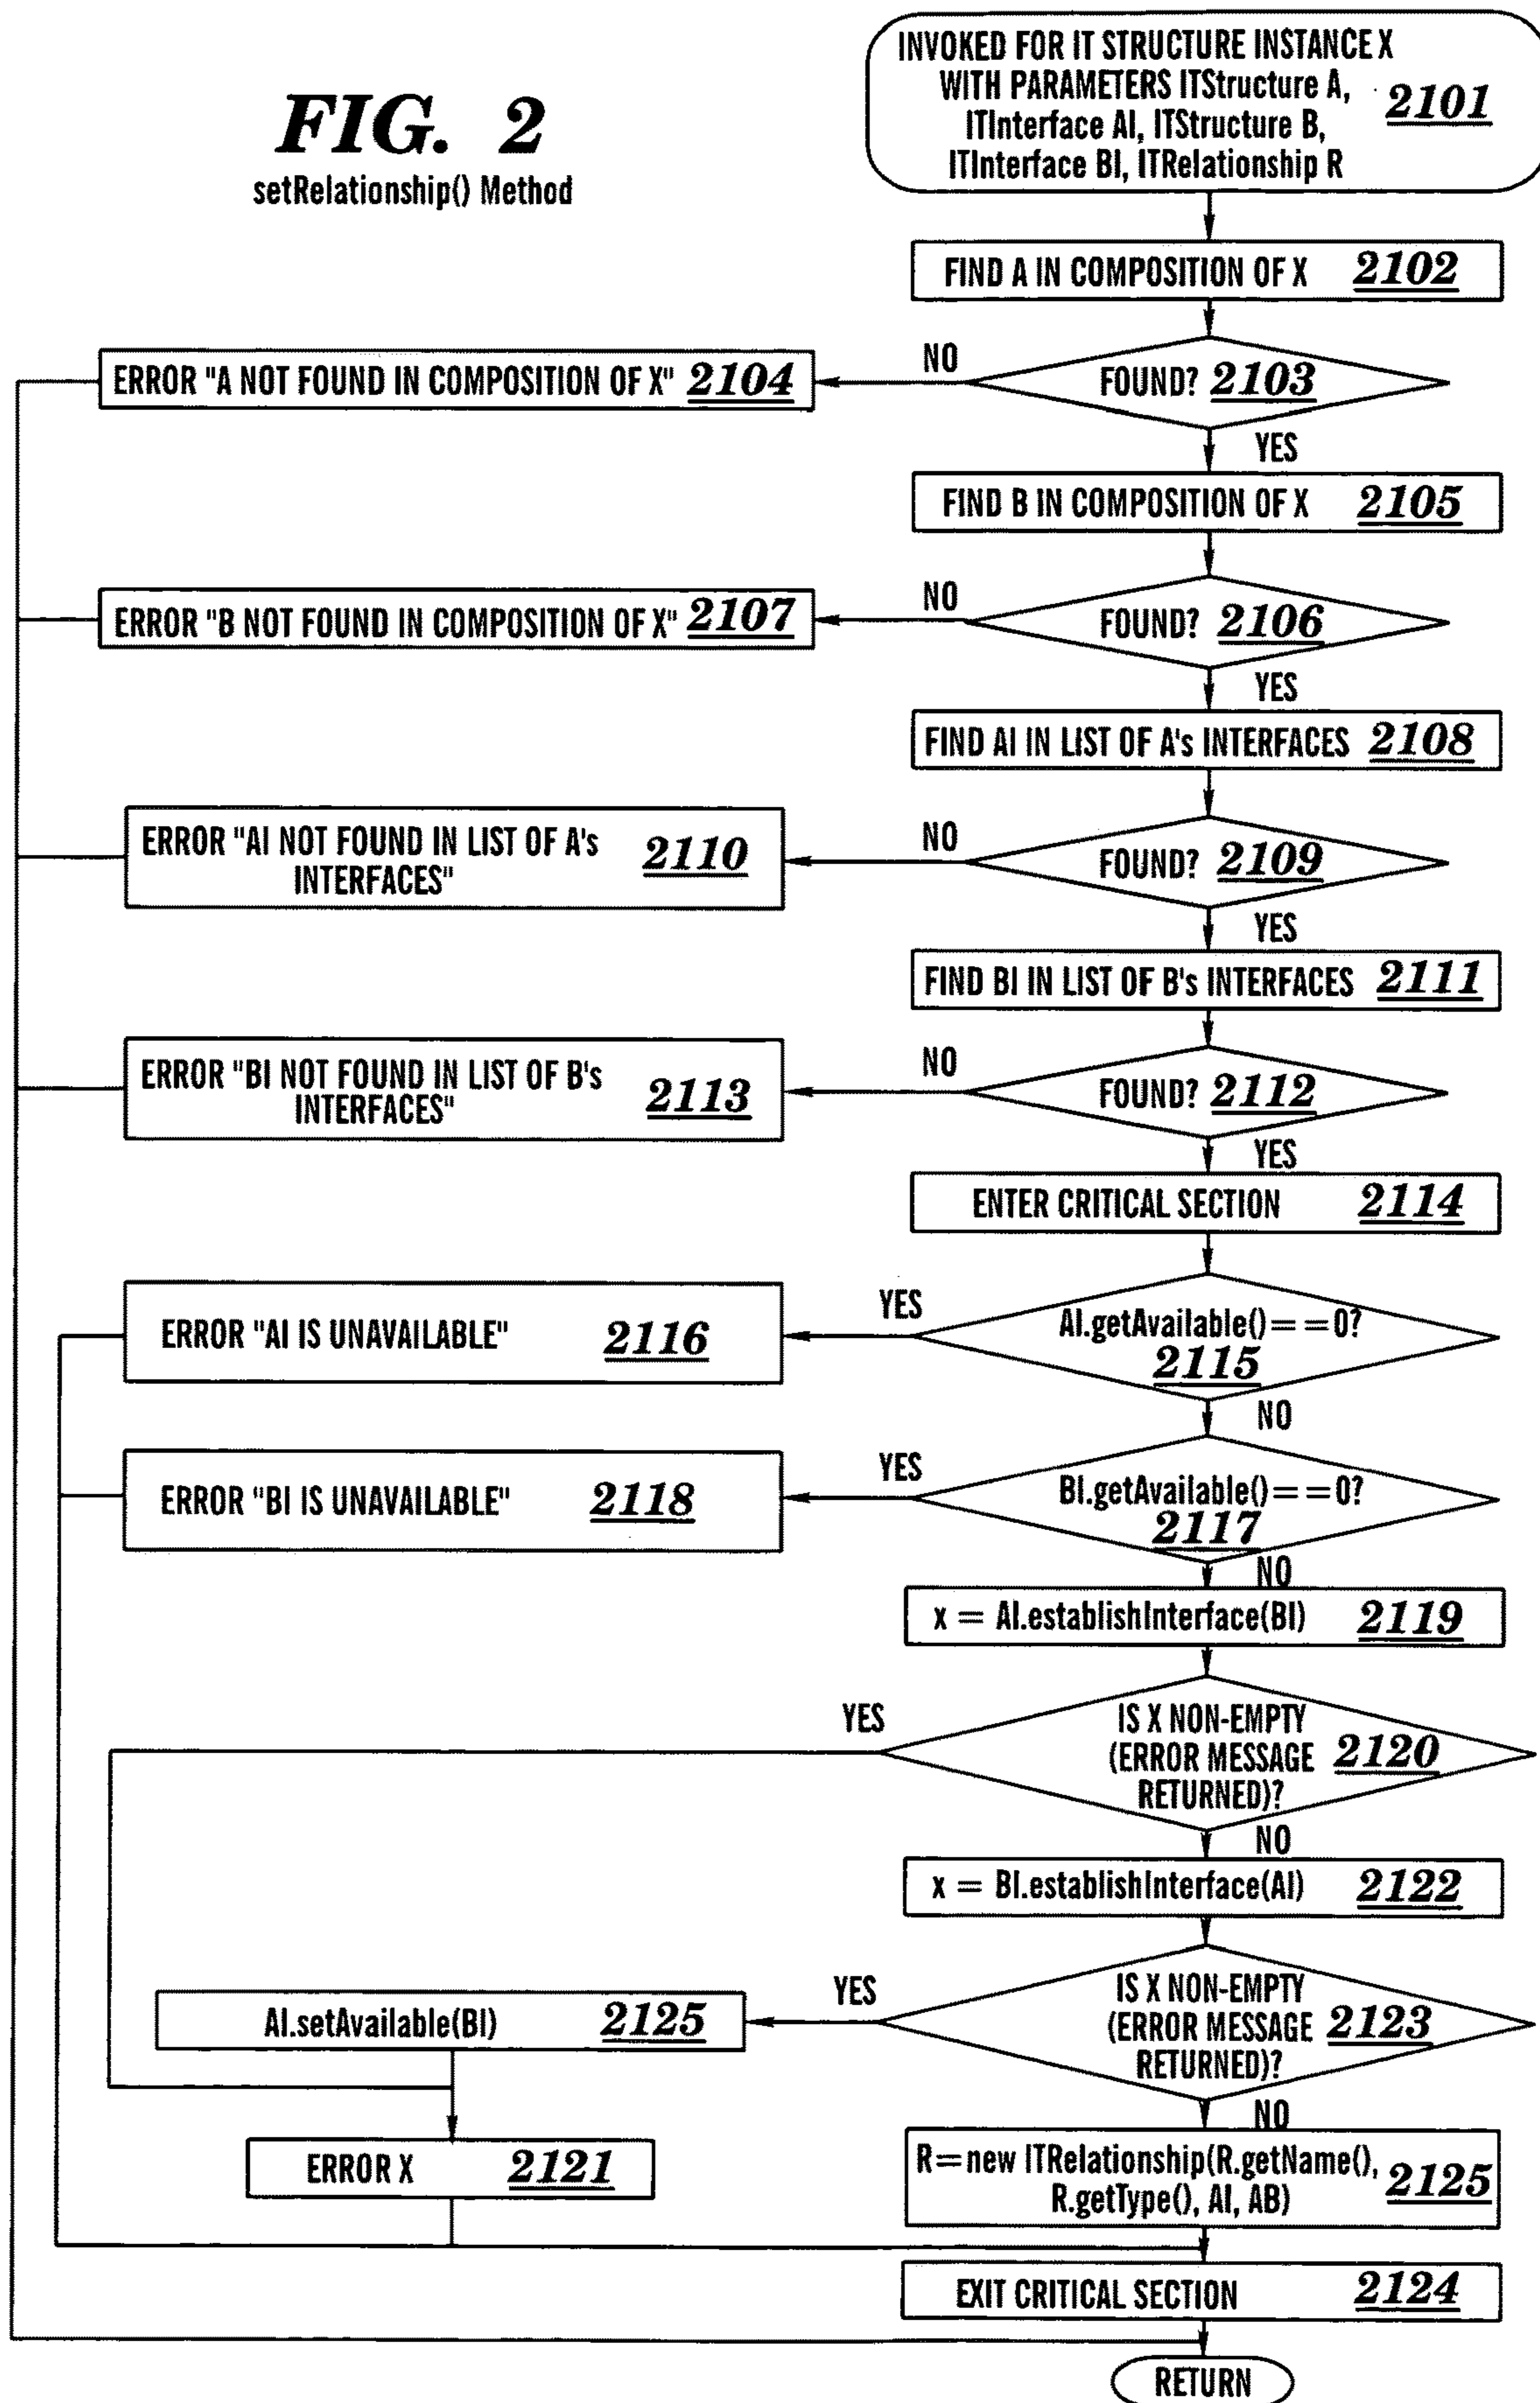 FIG. 2
setRelationship() Method
INVOKED FOR IT STRUCTURE INSTANCE X
WITH PARAMETERS ITStructure A,
ITInterface AI, ITStructure B,
ITInterface BI, ITRelationship R
2101
FIND A IN COMPOSITION OF X 2102
FOUND? 2103
NO
ERROR "A NOT FOUND IN COMPOSITION OF X" 2104
YES
FIND B IN COMPOSITION OF X 2105
FOUND? 2106
NO
ERROR "B NOT FOUND IN COMPOSITION OF X" 2107
YES
FIND AI IN LIST OF A's INTERFACES 2108
FOUND? 2109
NO
ERROR "AI NOT FOUND IN LIST OF A's
INTERFACES"
2110
YES
FIND BI IN LIST OF B's INTERFACES 2111
FOUND? 2112
NO
ERROR "BI NOT FOUND IN LIST OF B's
INTERFACES"
2113
YES
ENTER CRITICAL SECTION 2114
AI.getAvailable()==0?
2115
YES
ERROR "AI IS UNAVAILABLE" 2116
NO
BI.getAvailable()==0?
2117
YES
ERROR "BI IS UNAVAILABLE" 2118
NO
x = AI.establishInterface(BI) 2119
IS X NON-EMPTY
(ERROR MESSAGE
RETURNED)?
2120
YES
NO
x = BI.establishInterface(AI) 2122
IS X NON-EMPTY
(ERROR MESSAGE
RETURNED)?
2123
YES
AI.setAvailable(BI) 2125
ERROR X 2121
NO
R=new ITRelationship(R.getName(),
R.getType(), AI, AB)
2125
EXIT CRITICAL SECTION 2124
RETURN